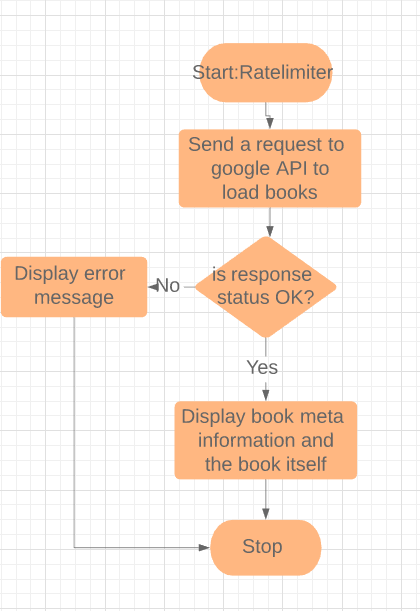 Start:Ratelimiter
Send a request to
google API to
load books
is response
status OK?
No
Display error
message
Yes
Display book meta
information and
the book itself
Stop